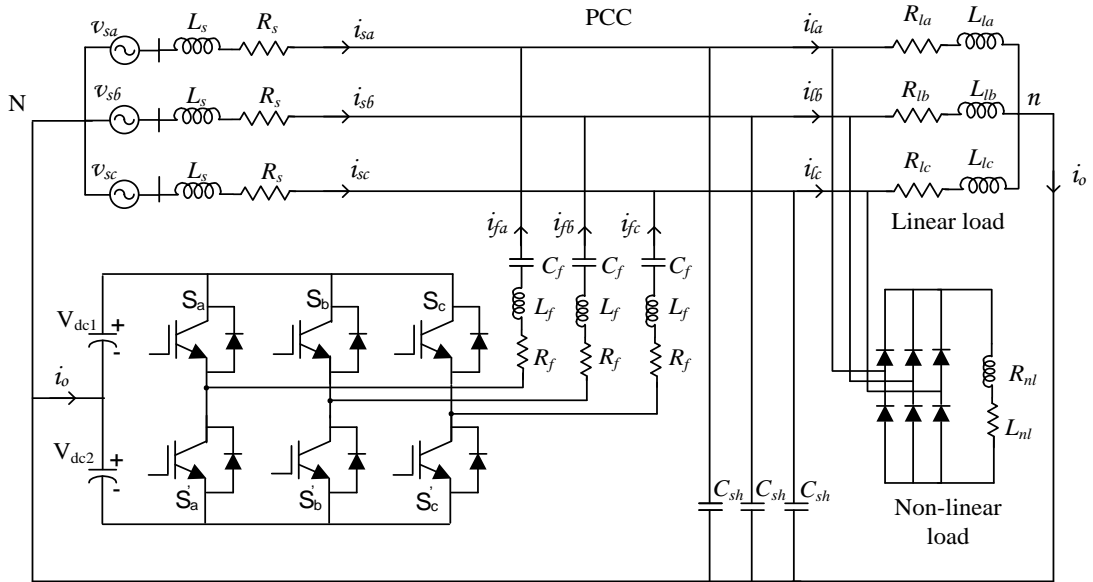 PCC
v_sa L_s R_s i_sa i_la R_la L_la
N v_sb L_s R_s i_sb i_lb R_lb L_lb n
v_sc L_s R_s i_sc i_lc R_lc L_lc i_o
Linear load
i_fa i_fb i_fc
C_f C_f C_f
S_a S_b S_c
V_dc1 + - L_f L_f L_f
R_f R_f R_f
i_o
R_nl
L_nl
V_dc2 + -
S'_a S'_b S'_c
C_sh C_sh C_sh
Non-linear
load